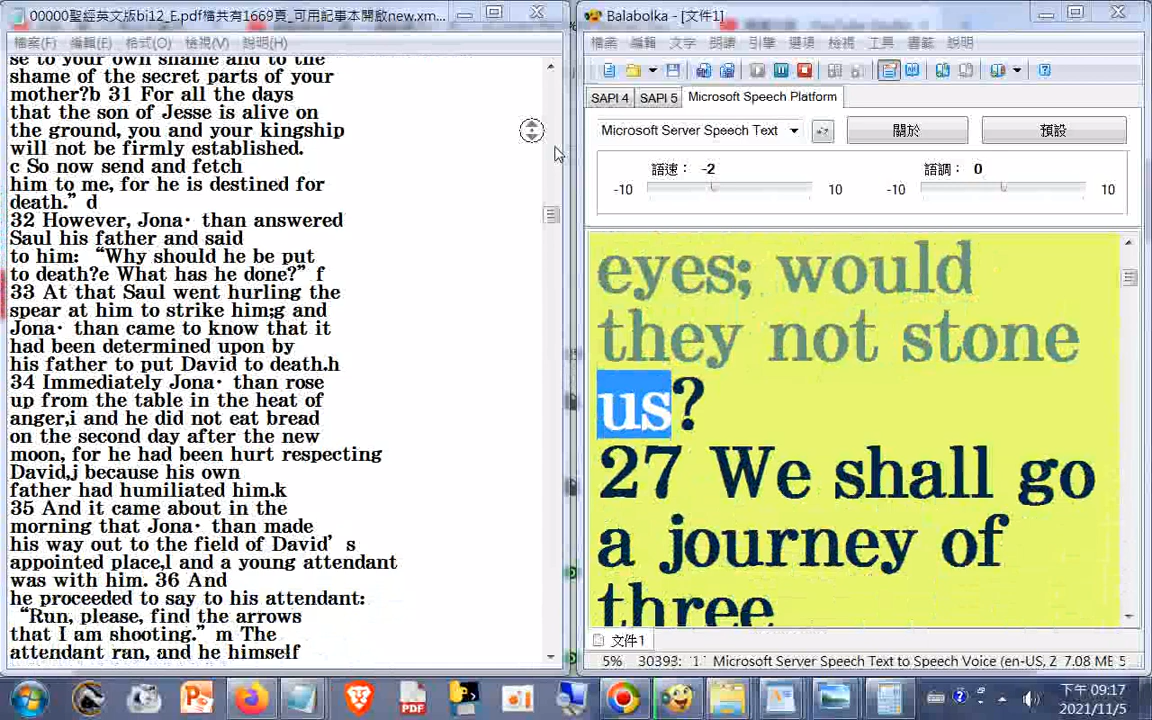 00000聖經英文版bi12_E.pdf檔共有1669頁_可用記事本開啟new.xm...
檔案(F) 編輯(E) 格式(O) 檢視(V) 說明(H)
se to your own shame and to the
shame of the secret parts of your
mother?b 31 For all the days
that the son of Jesse is alive on
the ground, you and your kingship
will not be firmly established.
c So now send and fetch
him to me, for he is destined for
death.” d
32 However, Jona· than answered
Saul his father and said
to him: “Why should he be put
to death?e What has he done?” f
33 At that Saul went hurling the
spear at him to strike him;g and
Jona· than came to know that it
had been determined upon by
his father to put David to death.h
34 Immediately Jona· than rose
up from the table in the heat of
anger,i and he did not eat bread
on the second day after the new
moon, for he had been hurt respecting
David,j because his own
father had humiliated him.k
35 And it came about in the
morning that Jona· than made
his way out to the field of David’ s
appointed place,l and a young attendant
was with him. 36 And
he proceeded to say to his attendant:
“Run, please, find the arrows
that I am shooting.” m The
attendant ran, and he himself
Balabolka - [文件1]
檔案 編輯 文字 朗讀 引擎 選項 檢視 工具 書籤 說明
SAPI 4 SAPI 5 Microsoft Speech Platform
Microsoft Server Speech Text 關於 預設
語速： -2 語調： 0
-10 10 -10 10
eyes; would
they not stone
us?
27 We shall go
a journey of
three
文件1
5% 30393: 1 Microsoft Server Speech Text to Speech Voice (en-US, 2 7.08 MB 5
PDF
下午 09:17
2021/11/5